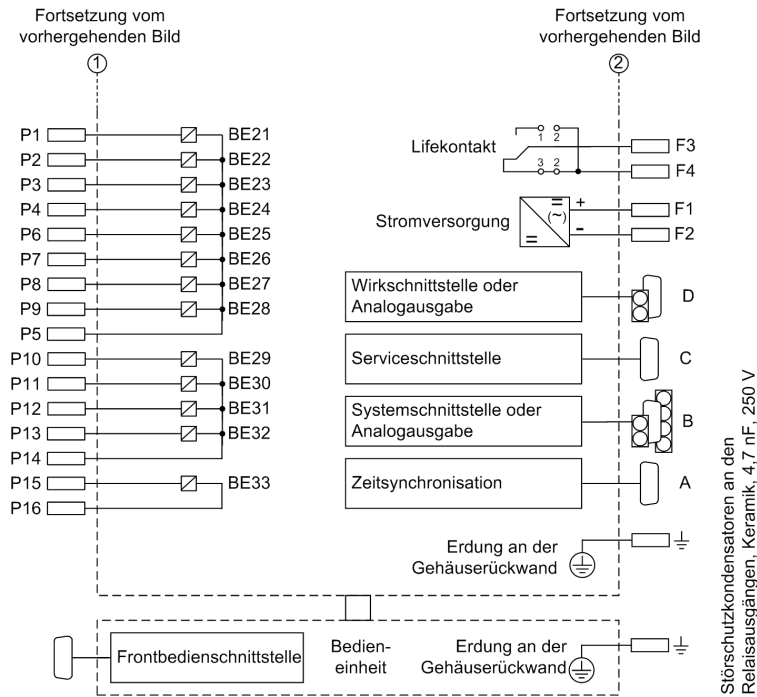 Fortsetzung vom
vorhergehenden Bild
1
Fortsetzung vom
vorhergehenden Bild
2
P1 BE21
P2 BE22
P3 BE23
P4 BE24
P6 BE25
P7 BE26
P8 BE27
P9 BE28
P5
P10 BE29
P11 BE30
P12 BE31
P13 BE32
P14
P15 BE33
P16
Lifekontakt
1 2
3 2
F3
F4
Stromversorgung
= (~) =
+ F1
- F2
Wirkschnittstelle oder
Analogausgabe
D
Serviceschnittstelle C
Systemschnittstelle oder
Analogausgabe
B
Zeitsynchronisation A
Erdung an der
Gehäuserückwand
Frontbedienschnittstelle
Bedien-
einheit
Erdung an der
Gehäuserückwand
Störschutzkondensatoren an den
Relaisausgängen, Keramik, 4,7 nF, 250 V